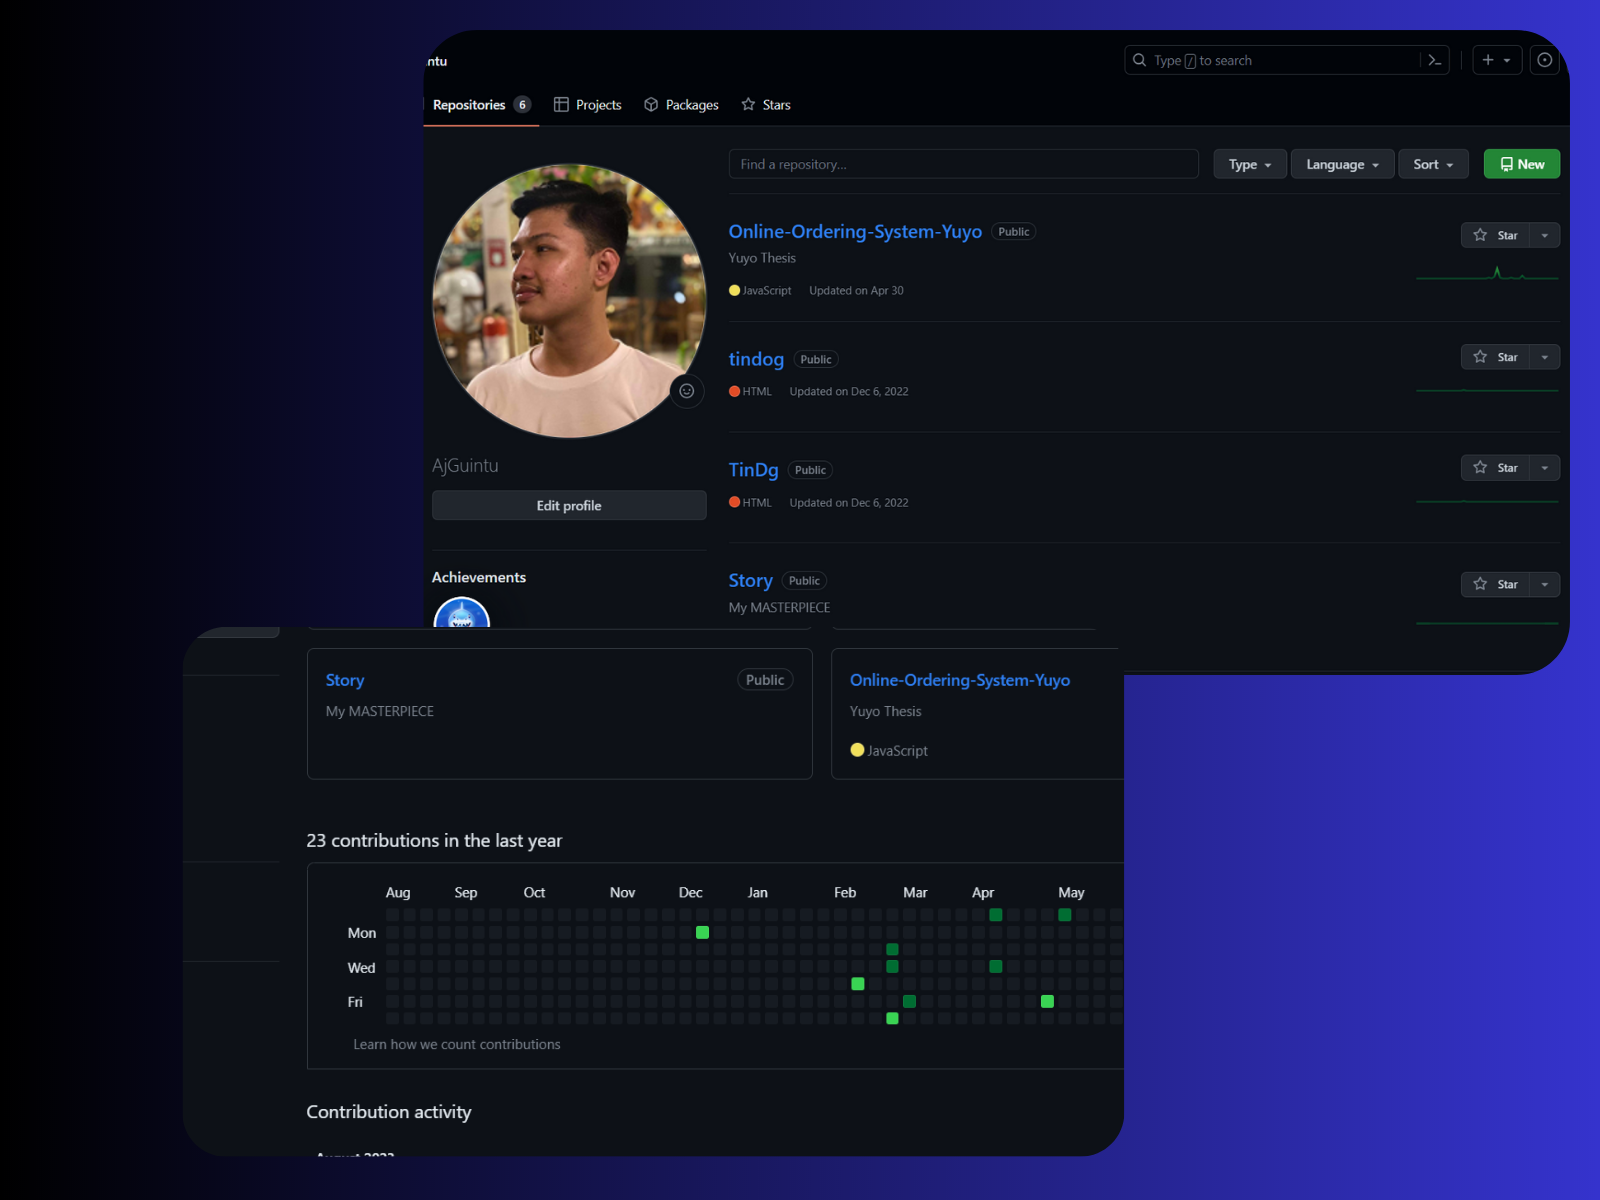 ntu
Type / to search
Repositories 6 Projects Packages Stars
Find a repository...
Type Language Sort New
Online-Ordering-System-Yuyo Public
Star
Yuyo Thesis
JavaScript Updated on Apr 30
tindog Public
Star
HTML Updated on Dec 6, 2022
TinDg Public
Star
HTML Updated on Dec 6, 2022
Story Public
Star
My MASTERPIECE
AjGuintu
Edit profile
Achievements
Story Public
My MASTERPIECE
Online-Ordering-System-Yuyo
Yuyo Thesis
JavaScript
23 contributions in the last year
Aug Sep Oct Nov Dec Jan Feb Mar Apr May
Mon
Wed
Fri
Learn how we count contributions
Contribution activity
August 2023